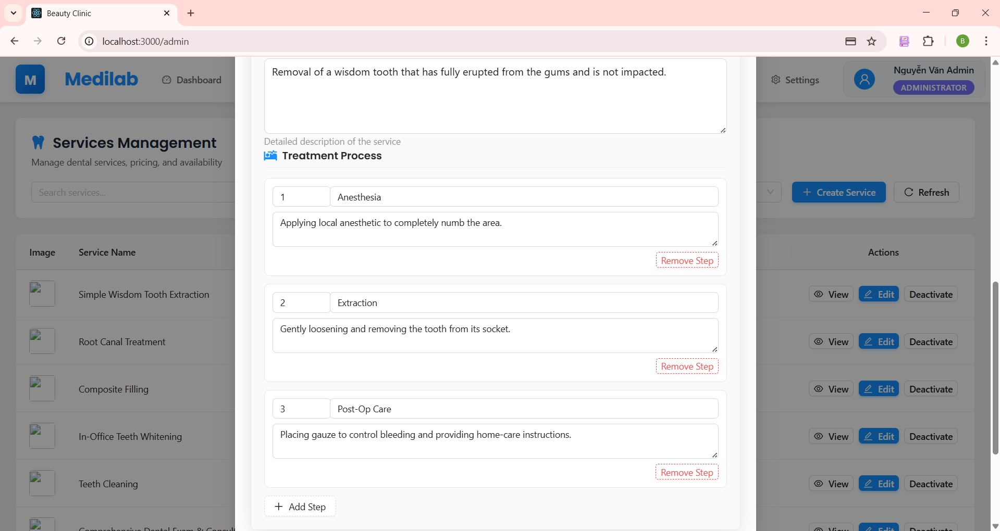 Beauty Clinic
localhost:3000/admin
B
M
Medilab
Dashboard
Settings
Nguyễn Văn Admin
ADMINISTRATOR
Services Management
Manage dental services, pricing, and availability
Search services...
Create Service
Refresh
Removal of a wisdom tooth that has fully erupted from the gums and is not impacted.
Detailed description of the service
Treatment Process
1 Anesthesia
Applying local anesthetic to completely numb the area.
Remove Step
2 Extraction
Gently loosening and removing the tooth from its socket.
Remove Step
3 Post-Op Care
Placing gauze to control bleeding and providing home-care instructions.
Remove Step
Add Step
Image Service Name Actions
Simple Wisdom Tooth Extraction View Edit Deactivate
Root Canal Treatment View Edit Deactivate
Composite Filling View Edit Deactivate
In-Office Teeth Whitening View Edit Deactivate
Teeth Cleaning View Edit Deactivate
Comprehensive Dental Exam & Consult View Edit Deactivate